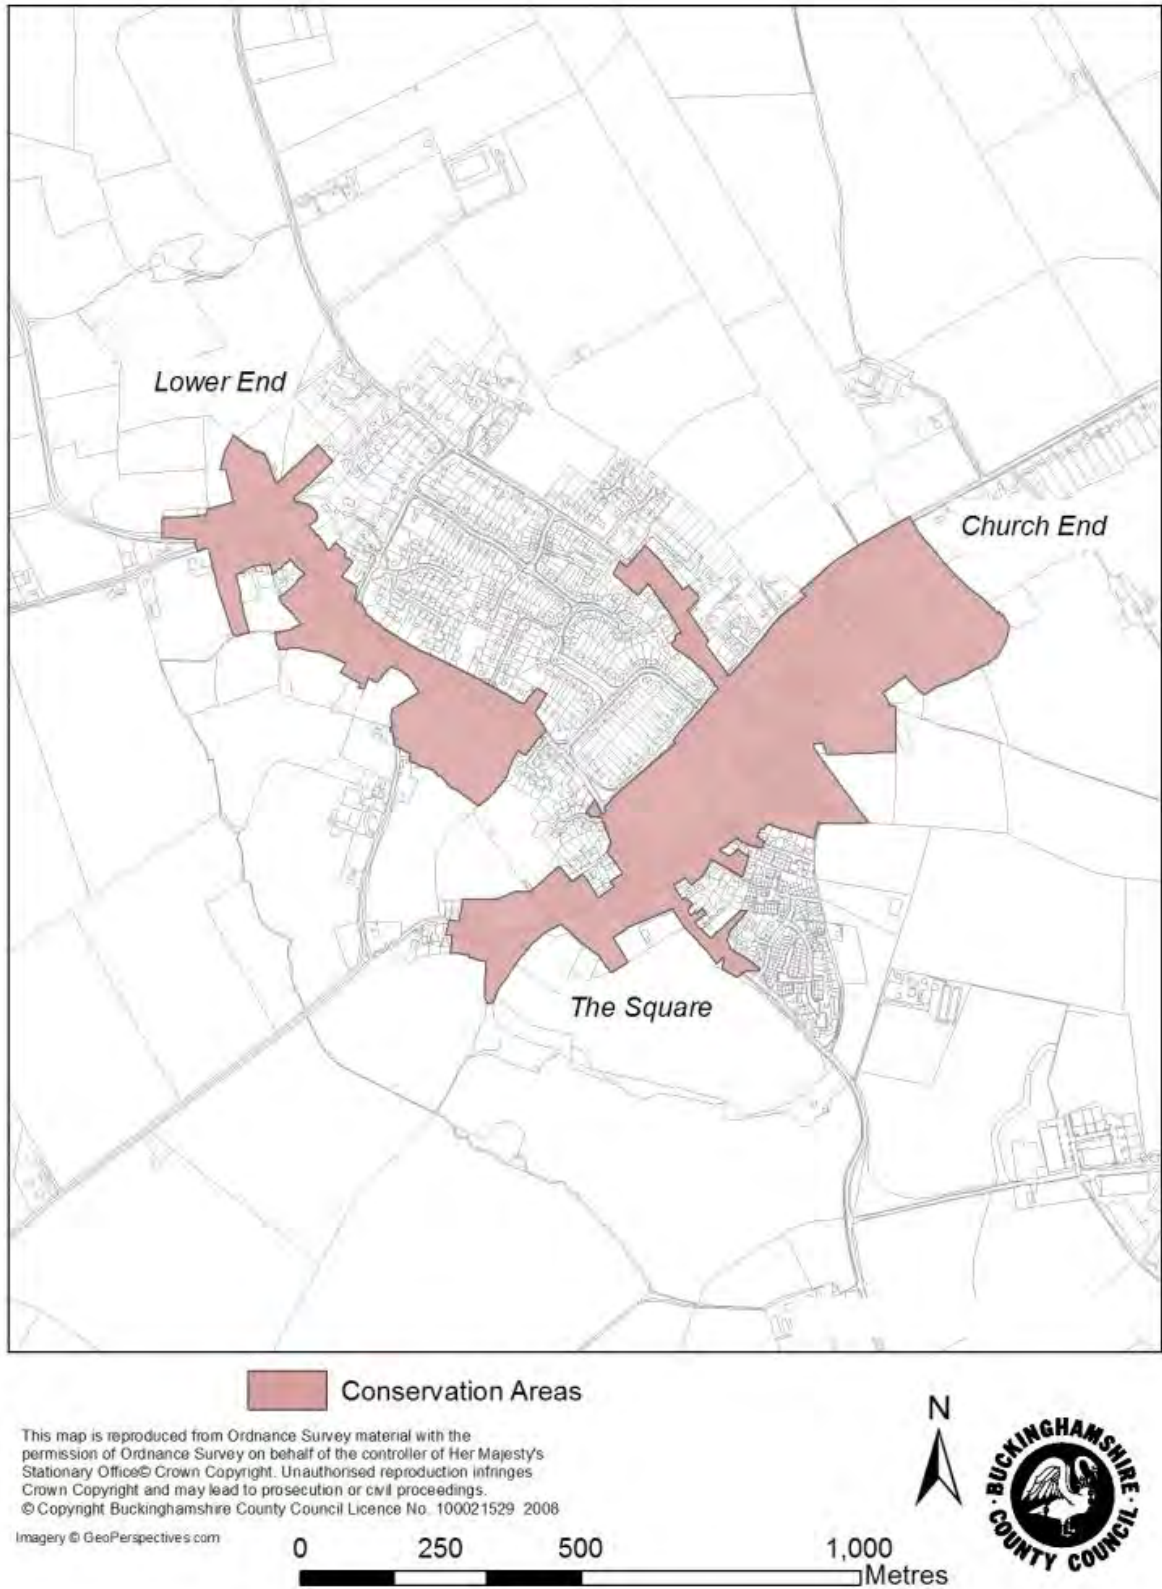 Lower End
Church End
The Square
Conservation Areas
This map is reproduced from Ordnance Survey material with the
permission of Ordnance Survey on behalf of the controller of Her Majesty's
Stationary Office© Crown Copyright. Unauthorised reproduction infringes
Crown Copyright and may lead to prosecution or civil proceedings.
© Copyright Buckinghamshire County Council Licence No. 100021529 2008
Imagery © GeoPerspectives.com
N
BUCKINGHAMSHIRE
COUNTY COUNCIL
0 250 500 1,000
Metres